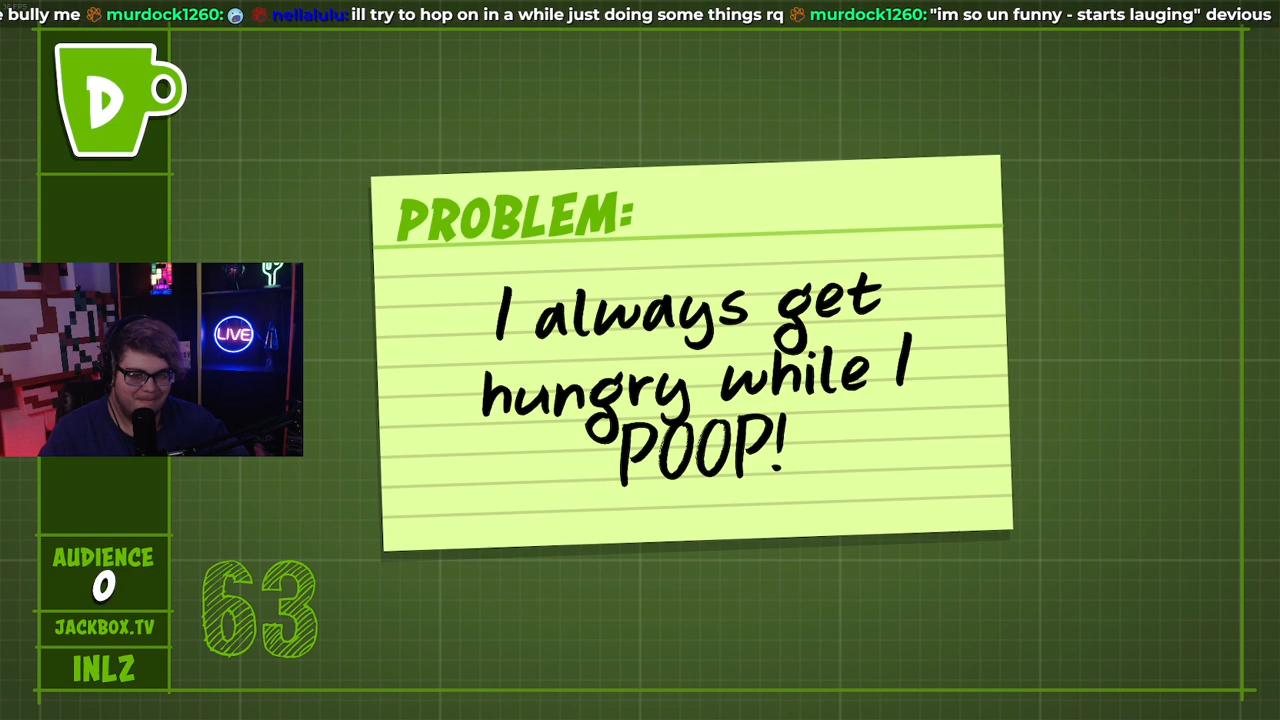 e bully me murdock1260: nellalulu: ill try to hop on in a while just doing some things rq murdock1260: "im so un funny - starts lauging" devious
D
PROBLEM:
I always get
hungry while I
POOP!
LIVE
AUDIENCE
0
JACKBOX.TV
INLZ
63